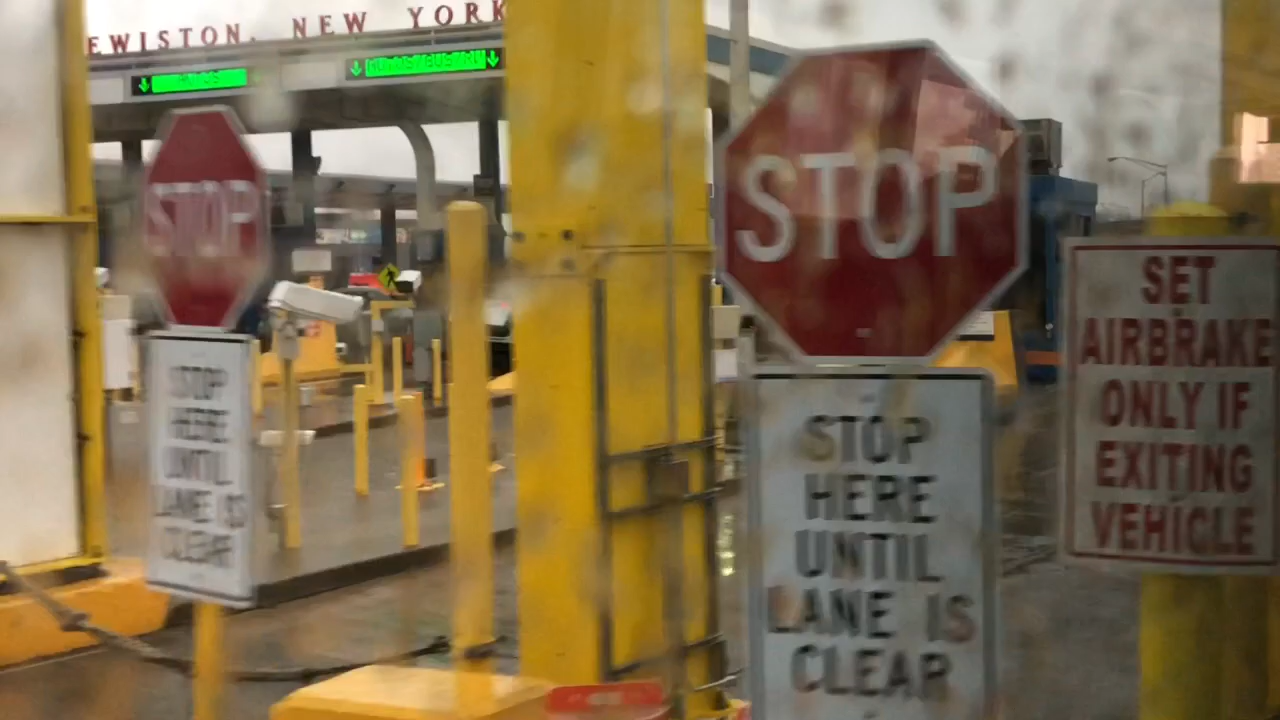 EWISTON, NEW YORK
STOP
STOP
HERE
UNTIL
LANE IS
CLEAR
STOP
STOP
HERE
UNTIL
LANE IS
CLEAR
SET
AIRBRAKE
ONLY IF
EXITING
VEHICLE